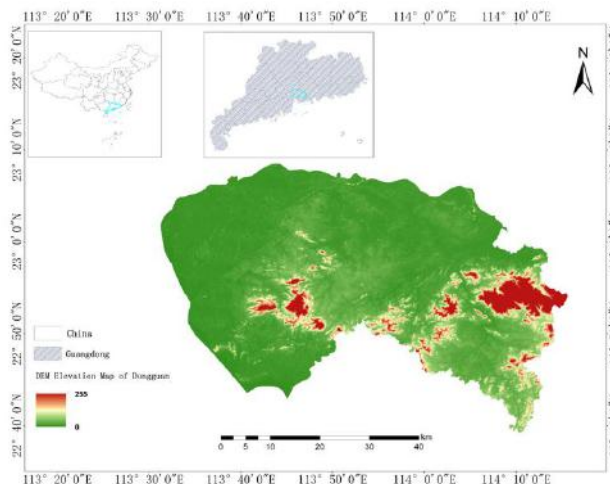 113° 20′ 0″E 113° 30′ 0″E 113° 40′ 0″E 113° 50′ 0″E 114° 0′ 0″E 114° 10′ 0″E
23° 20′ 0″N
23° 10′ 0″N
23° 0′ 0″N
22° 50′ 0″N
22° 40′ 0″N
N
China
Guangdong
DEM Elevation Map of Dongguan
255
0
km
0 5 10 20 30 40
113° 20′ 0″E 113° 30′ 0″E 113° 40′ 0″E 113° 50′ 0″E 114° 0′ 0″E 114° 10′ 0″E